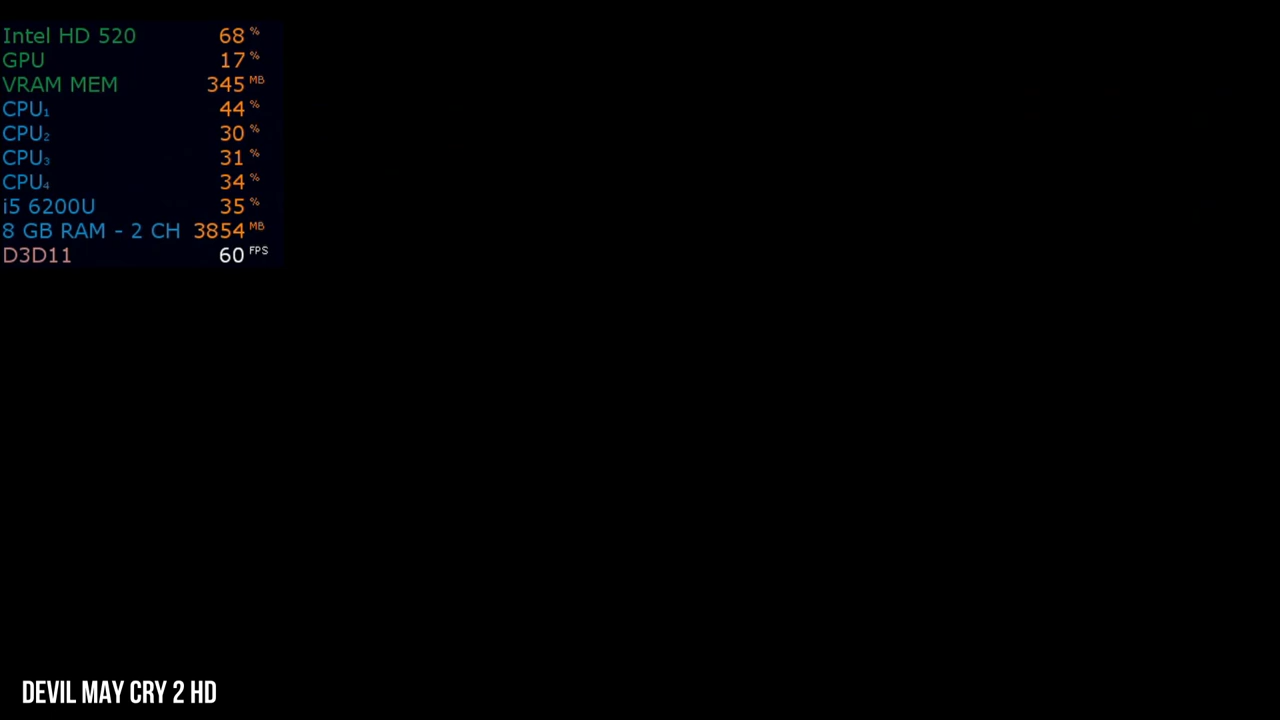 Intel HD 520 68 %
GPU 17 %
VRAM MEM 345 MB
CPU₁ 44 %
CPU₂ 30 %
CPU₃ 31 %
CPU₄ 34 %
i5 6200U 35 %
8 GB RAM - 2 CH 3854 MB
D3D11 60 FPS
DEVIL MAY CRY 2 HD